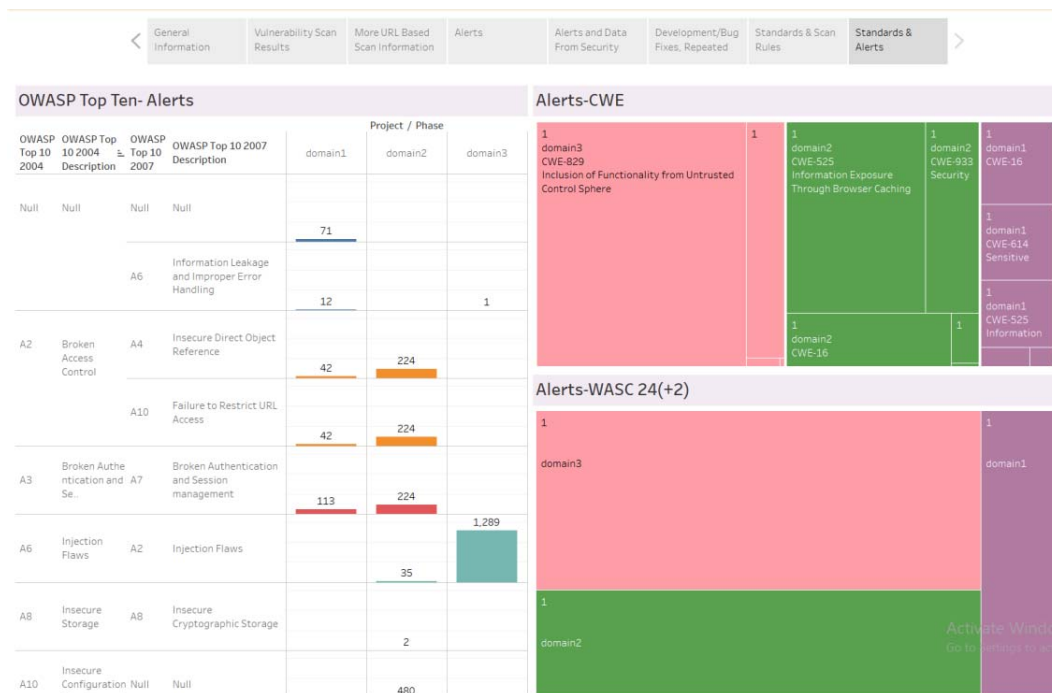 General
Information
Vulnerability Scan
Results
More URL Based
Scan Information
Alerts
Alerts and Data
From Security
Development/Bug
Fixes, Repeated
Standards & Scan
Rules
Standards &
Alerts
OWASP Top Ten- Alerts
Project / Phase
OWASP
Top 10
2004
OWASP Top
10 2004
Description
OWASP
Top 10
2007
OWASP Top 10 2007
Description
domain1
domain2
domain3
Null
Null
Null
Null
71
A6
Information Leakage
and Improper Error
Handling
12
1
A2
Broken
Access
Control
A4
Insecure Direct Object
Reference
42
224
A10
Failure to Restrict URL
Access
42
224
A3
Broken Authe
ntication and
Se..
A7
Broken Authentication
and Session
management
113
224
A6
Injection
Flaws
A2
Injection Flaws
35
1,289
A8
Insecure
Storage
A8
Insecure
Cryptographic Storage
2
A10
Insecure
Configuration
Null
Null
480
Alerts-CWE
1
domain3
CWE-829
Inclusion of Functionality from Untrusted
Control Sphere
1
1
domain2
CWE-525
Information Exposure
Through Browser Caching
1
domain2
CWE-933
Security
1
domain2
CWE-16
1
1
domain1
CWE-16
1
domain1
CWE-614
Sensitive
1
domain1
CWE-525
Information
Alerts-WASC 24(+2)
1
domain3
1
domain1
1
domain2
Activate Windo
Go to Settings to ac